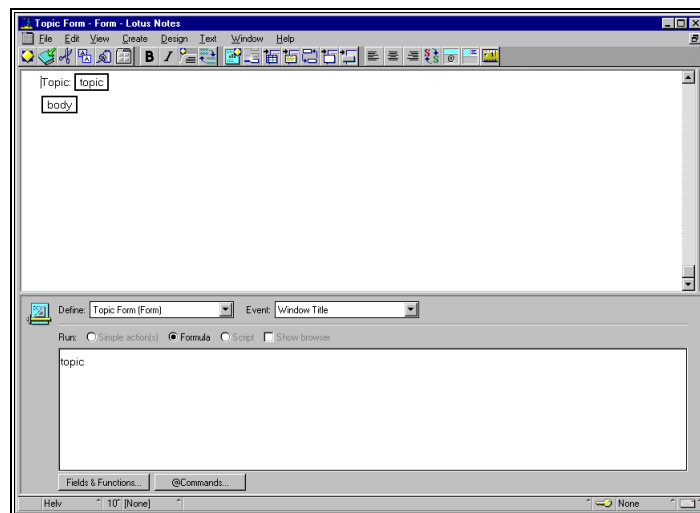 Topic Form - Form - Lotus Notes
File Edit View Create Design Text Window Help
Topic: topic
body
Define: Topic Form (Form) Event: Window Title
Run: Simple action(s) Formula Script Show browser
topic
Fields & Functions... @Commands...
Helv 10 [None] None